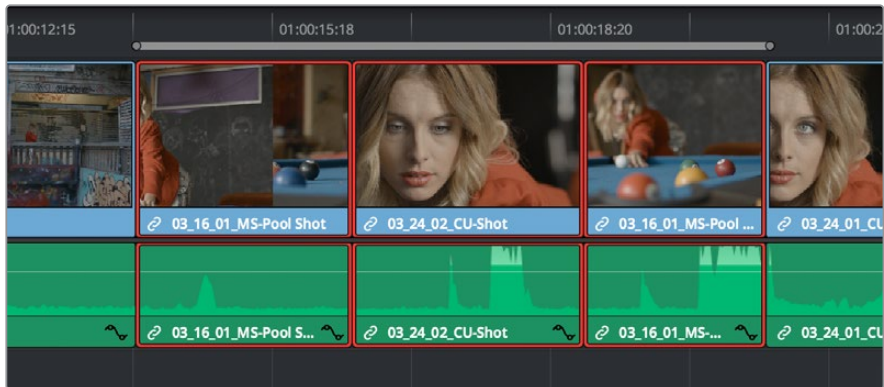 1:00:12:15
01:00:15:18
01:00:18:20
01:00:2
03_16_01_MS-Pool Shot
03_24_02_CU-Shot
03_16_01_MS-Pool ...
03_24_01_CU
03_16_01_MS-Pool S...
03_24_02_CU-Shot
03_16_01_MS-...
03_24_01_CU